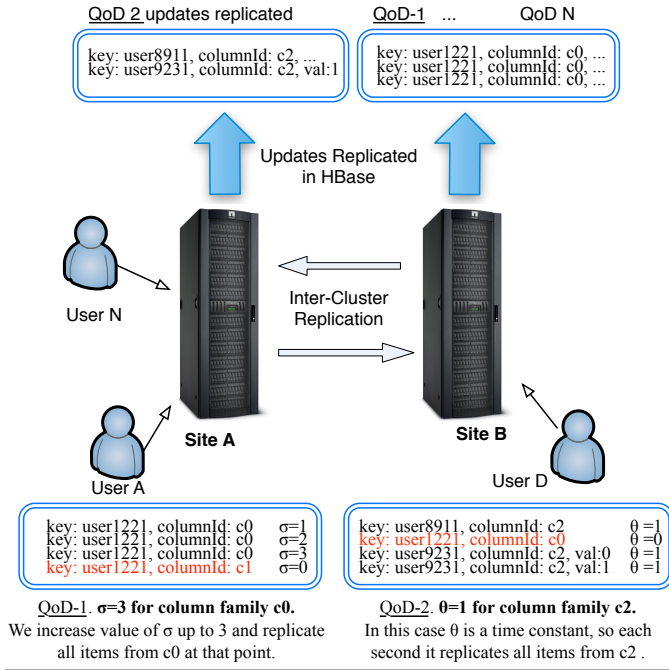 QoD 2 updates replicated
QoD-1 ... QoD N
key: user8911, columnId: c2, ...
key: user9231, columnId: c2, val:1
key: user1221, columnId: c0, ...
key: user1221, columnId: c0, ...
key: user1221, columnId: c0, ...
Updates Replicated
in HBase
User N
Inter-Cluster
Replication
Site A
Site B
User A
User D
key: user1221, columnId: c0 σ=1
key: user1221, columnId: c0 σ=2
key: user1221, columnId: c0 σ=3
key: user1221, columnId: c1 σ=0
key: user8911, columnId: c2 θ=1
key: user1221, columnId: c0 θ=0
key: user9231, columnId: c2, val:0 θ=1
key: user9231, columnId: c2, val:1 θ=1
QoD-1. σ=3 for column family c0.
We increase value of σ up to 3 and replicate
all items from c0 at that point.
QoD-2. θ=1 for column family c2.
In this case θ is a time constant, so each
second it replicates all items from c2 .